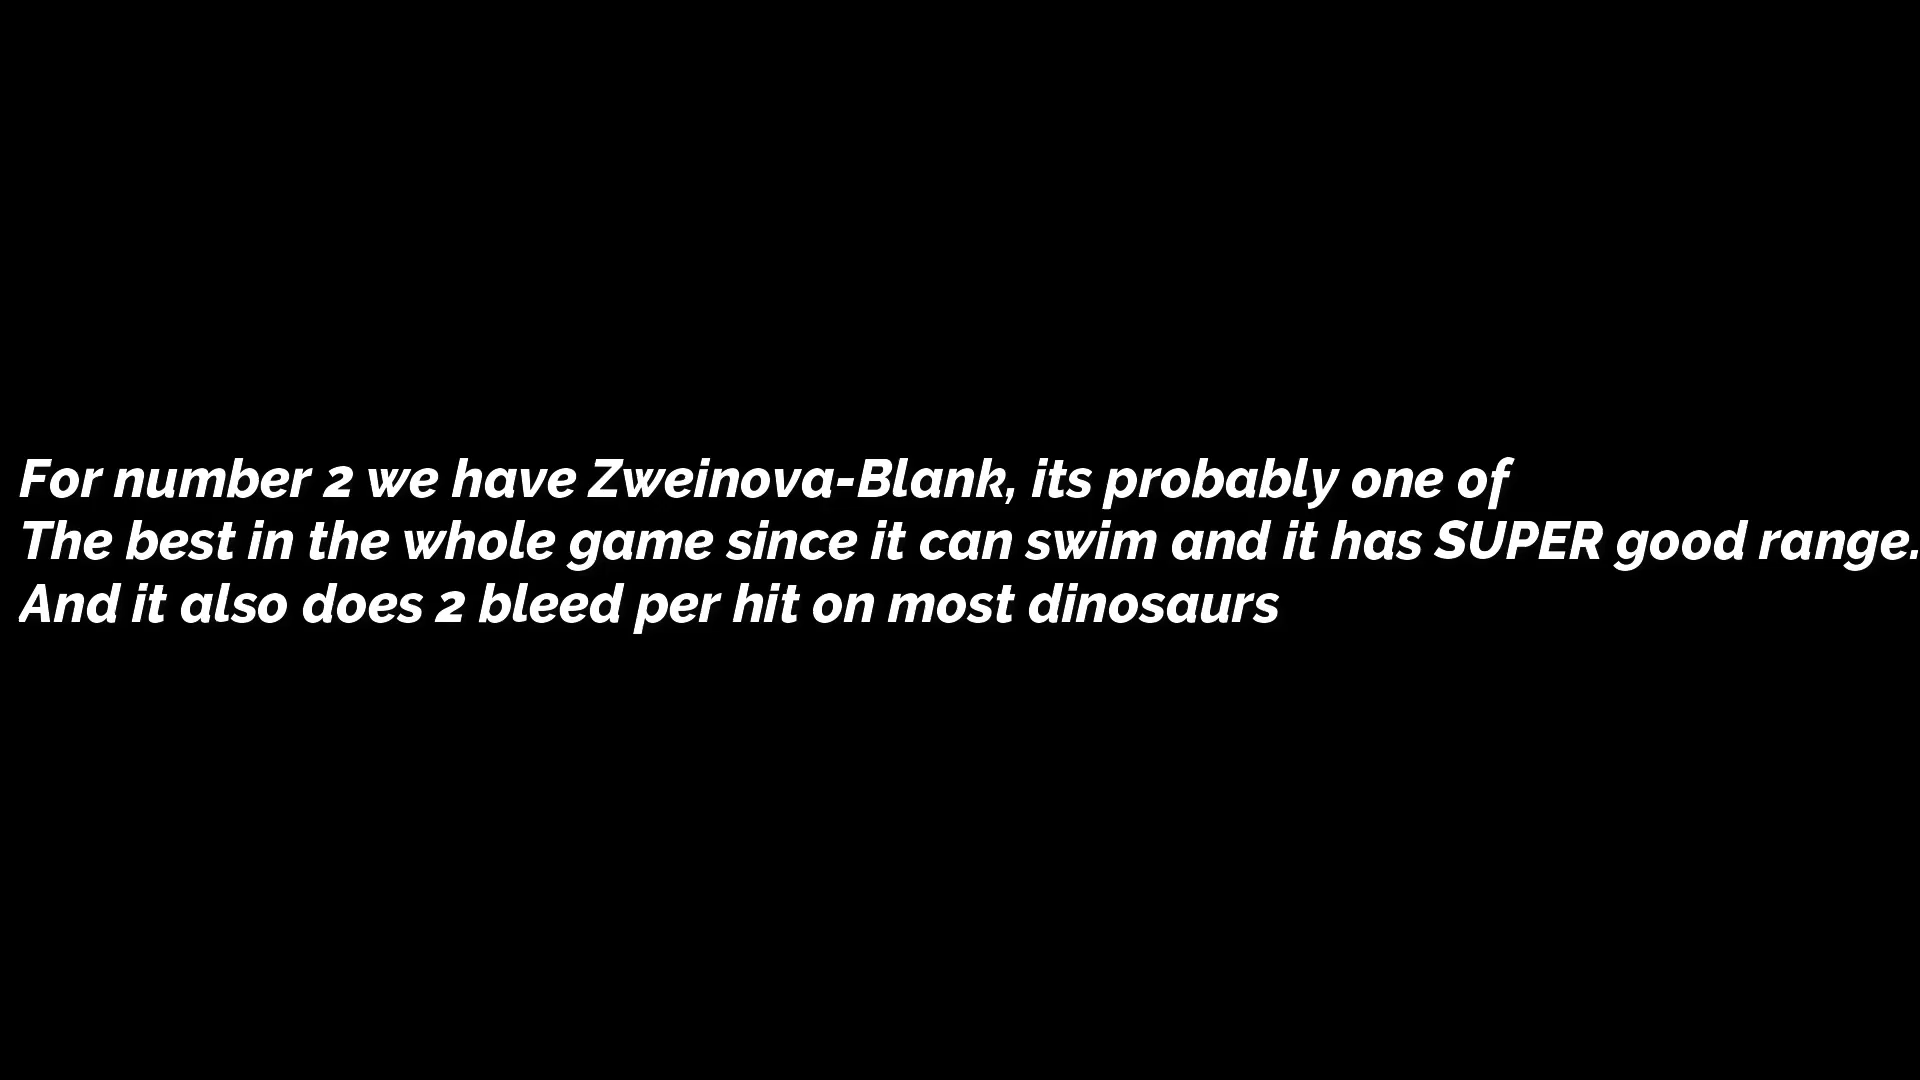 For number 2 we have Zweinova-Blank, its probably one of
The best in the whole game since it can swim and it has SUPER good range.
And it also does 2 bleed per hit on most dinosaurs